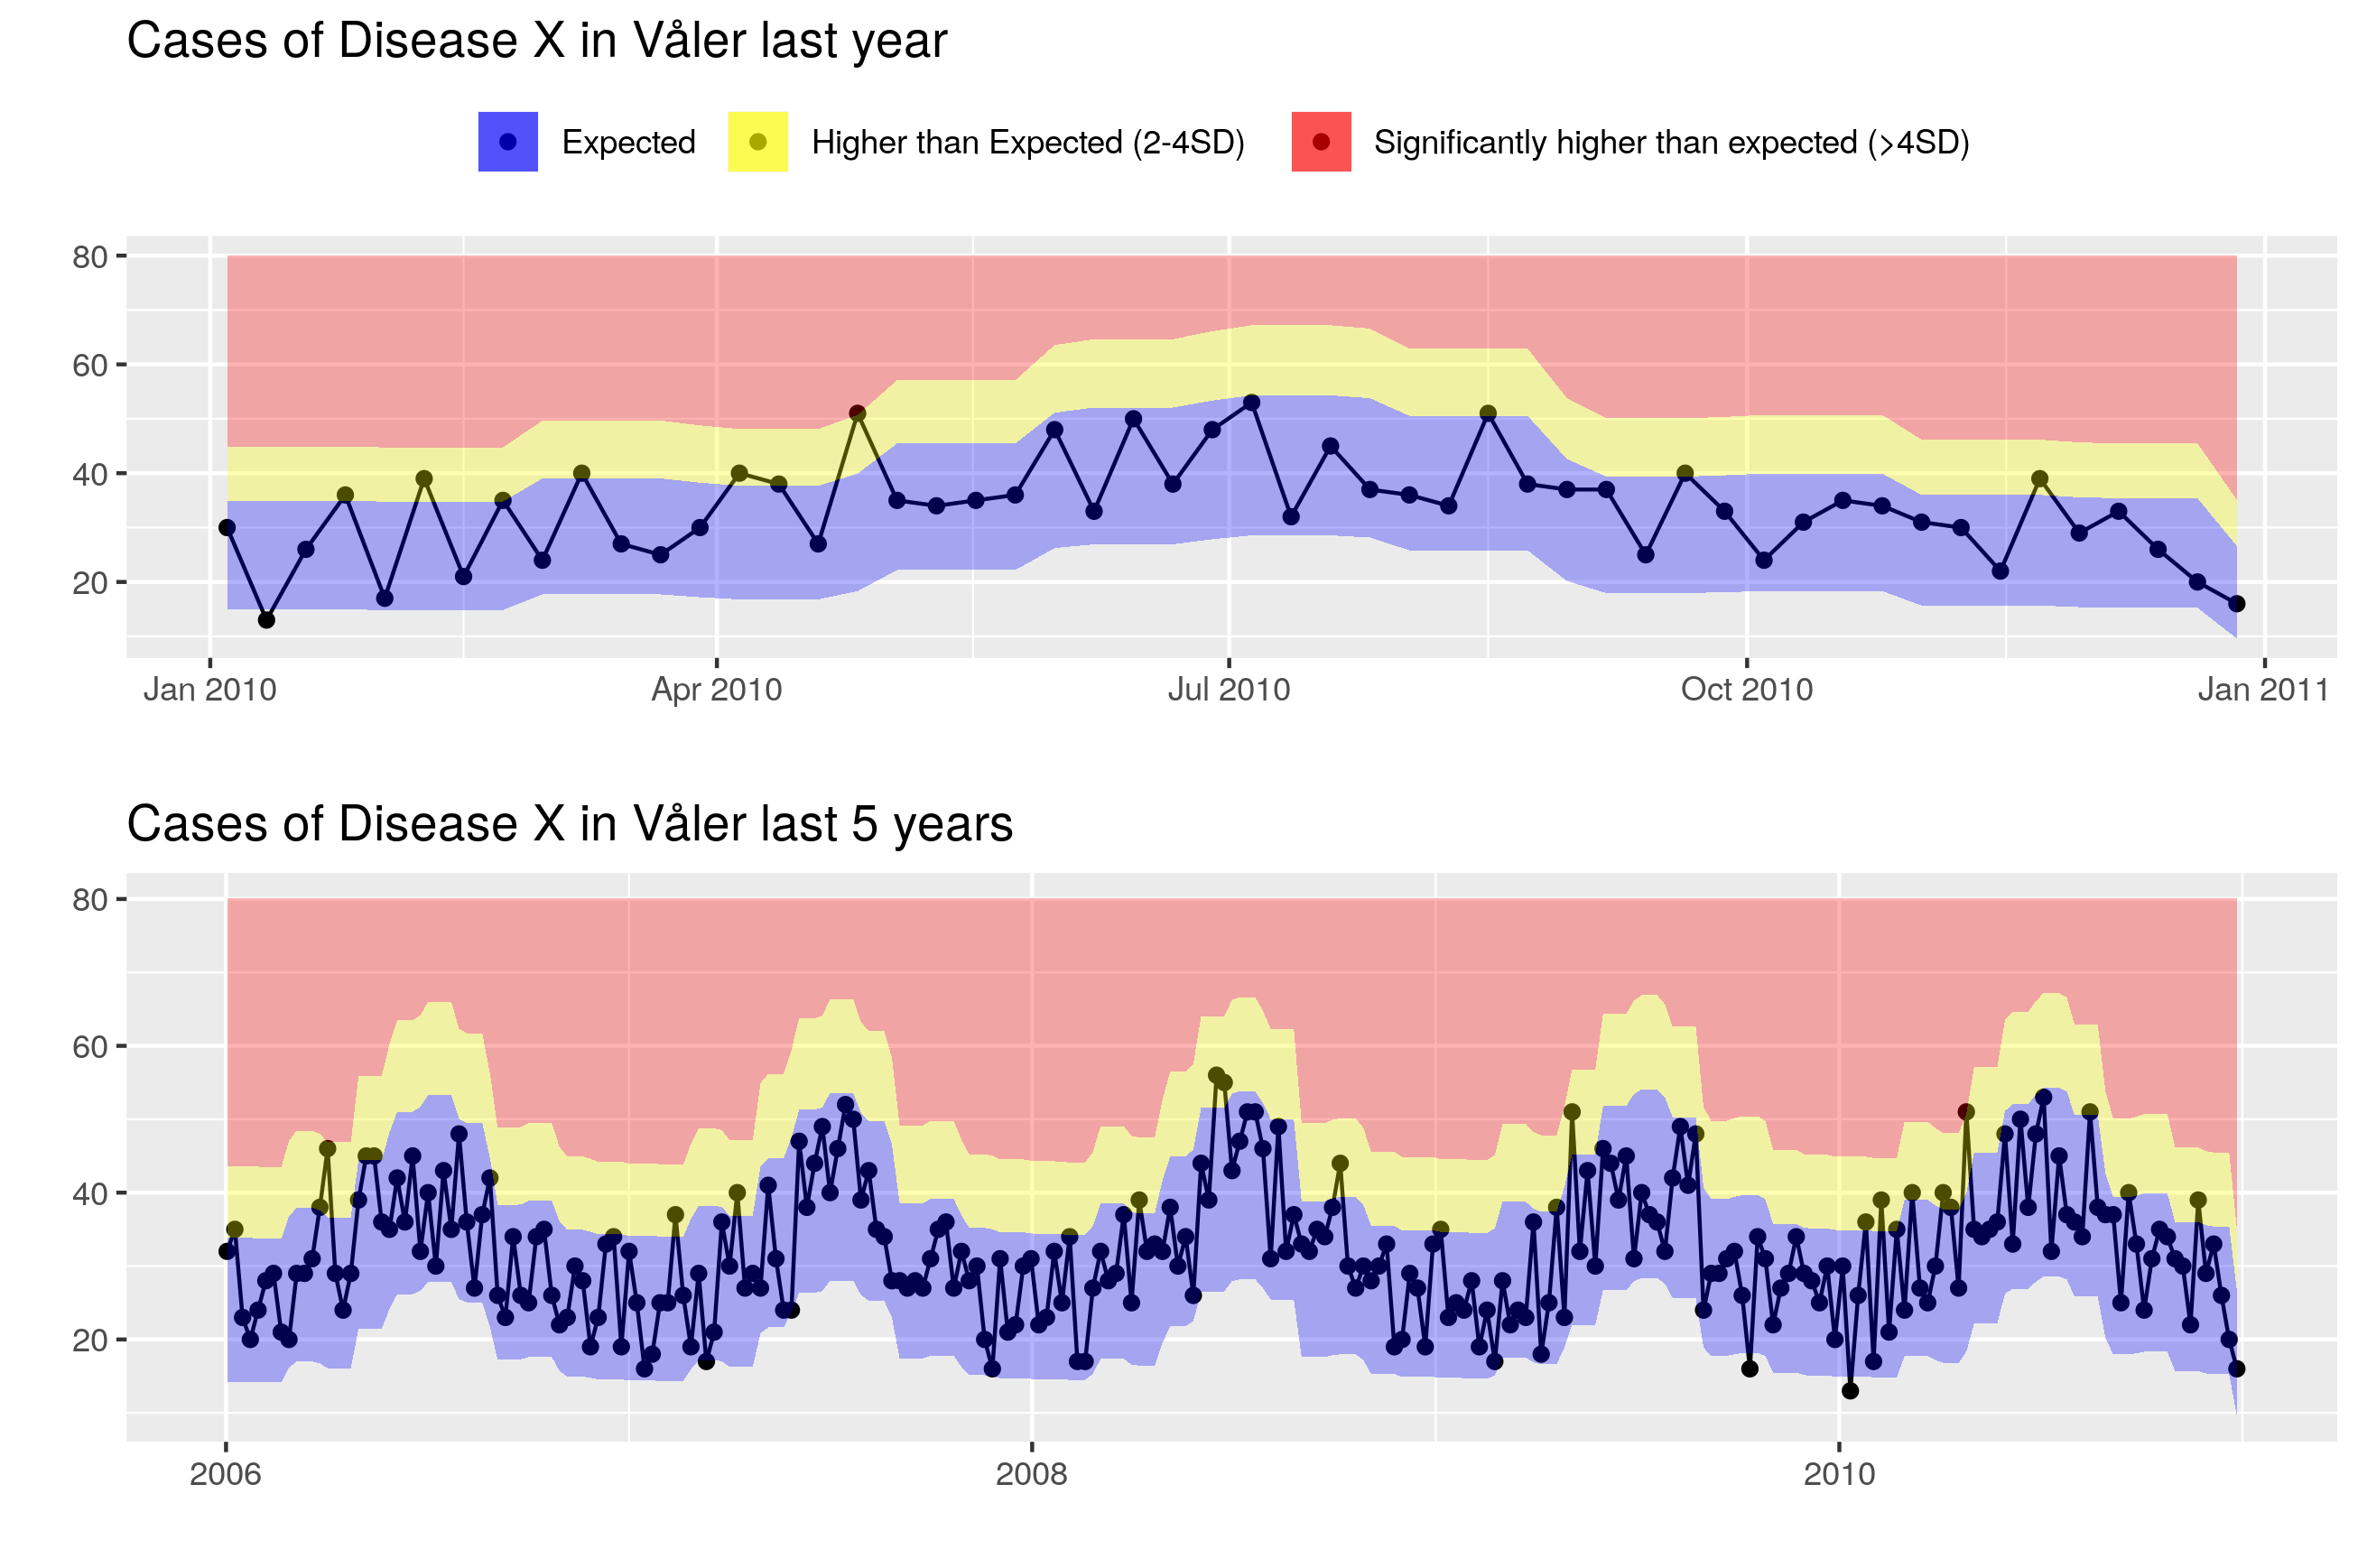 Cases of Disease X in Våler last year
Expected Higher than Expected (2-4SD) Significantly higher than expected (>4SD)
80
60
40
20
Jan 2010 Apr 2010 Jul 2010 Oct 2010 Jan 2011
Cases of Disease X in Våler last 5 years
80
60
40
20
2006 2008 2010